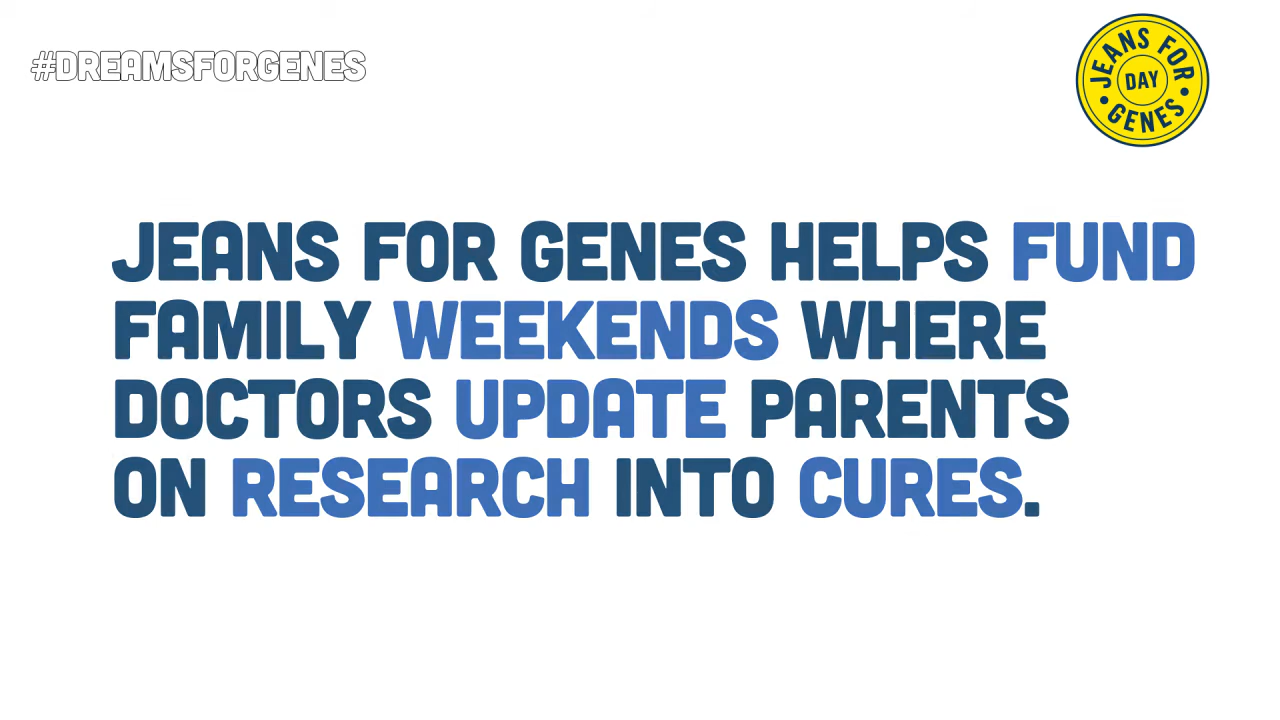 #DREAMSFORGENES
JEANS FOR
DAY
GENES
JEANS FOR GENES HELPS FUND
FAMILY WEEKENDS WHERE
DOCTORS UPDATE PARENTS
ON RESEARCH INTO CURES.